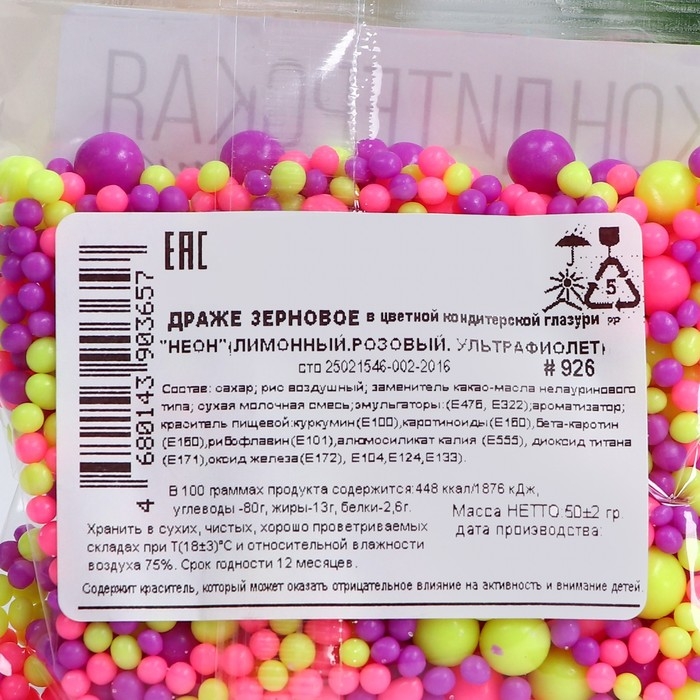 КОНДИТЕРСКАЯ
ЕАС
5
PP
ДРАЖЕ ЗЕРНОВОЕ в цветной кондитерской глазури
"НЕОН"(ЛИМОННЫЙ.РОЗОВЫЙ. УЛЬТРАФИОЛЕТ)
сто 25021546-002-2016 #926
Состав: сахар; рис воздушный; заменитель какао-масла нелауринового
типа; сухая молочная смесь;эмульгаторы:(Е476, Е322);ароматизатор;
краситель пищевой:куркумин(Е100),каротиноиды(Е160),бета-каротин
(Е160),рибофлавин(Е101),алюмосиликат калия (Е555), диоксид титана
(Е171),оксид железа(Е172), Е104,Е124,Е133).
В 100 граммах продукта содержится:448 ккал/1876 кДж,
углеводы -80г, жиры-13г, белки-2,6г.
Масса НЕТТО 50±2 гр.
дата производства:
Хранить в сухих, чистых, хорошо проветриваемых
складах при Т(18±3)°С и относительной влажности
воздуха 75%. Срок годности 12 месяцев.
Содержит краситель, который может оказать отрицательное влияние на активность и внимание детей.
4 680143 903657